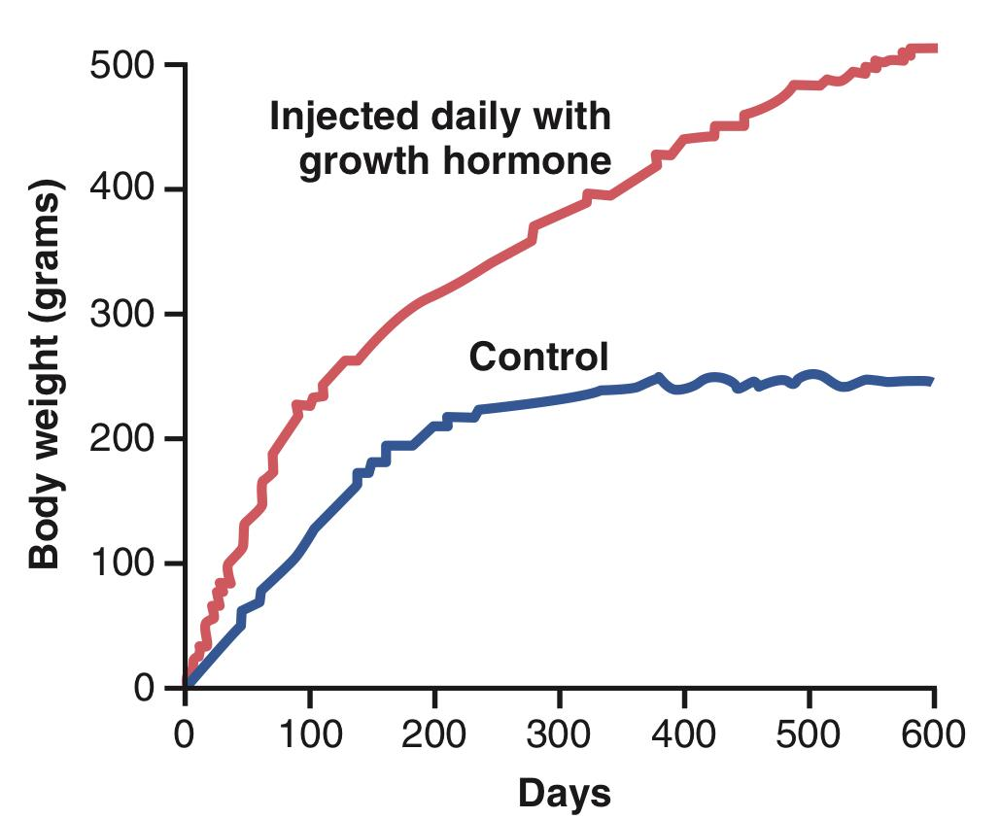 500
400
300
200
100
0
Body weight (grams)
Injected daily with
growth hormone
Control
0 100 200 300 400 500 600
Days